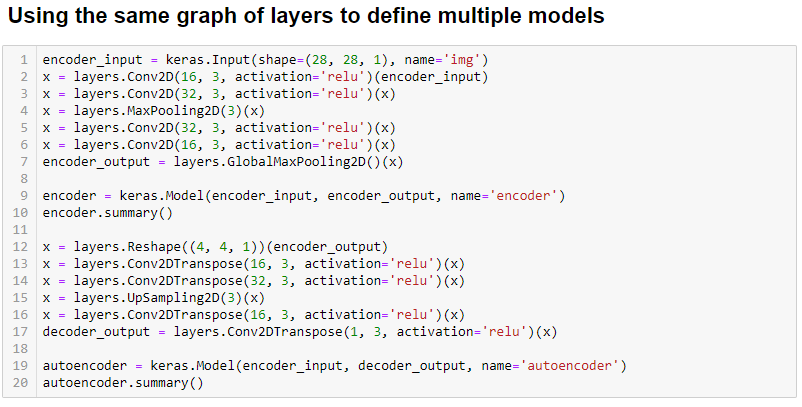 Using the same graph of layers to define multiple models
1 encoder_input = keras.Input(shape=(28, 28, 1), name='img')
2 x = layers.Conv2D(16, 3, activation='relu')(encoder_input)
3 x = layers.Conv2D(32, 3, activation='relu')(x)
4 x = layers.MaxPooling2D(3)(x)
5 x = layers.Conv2D(32, 3, activation='relu')(x)
6 x = layers.Conv2D(16, 3, activation='relu')(x)
7 encoder_output = layers.GlobalMaxPooling2D()(x)
8
9 encoder = keras.Model(encoder_input, encoder_output, name='encoder')
10 encoder.summary()
11
12 x = layers.Reshape((4, 4, 1))(encoder_output)
13 x = layers.Conv2DTranspose(16, 3, activation='relu')(x)
14 x = layers.Conv2DTranspose(32, 3, activation='relu')(x)
15 x = layers.UpSampling2D(3)(x)
16 x = layers.Conv2DTranspose(16, 3, activation='relu')(x)
17 decoder_output = layers.Conv2DTranspose(1, 3, activation='relu')(x)
18
19 autoencoder = keras.Model(encoder_input, decoder_output, name='autoencoder')
20 autoencoder.summary()